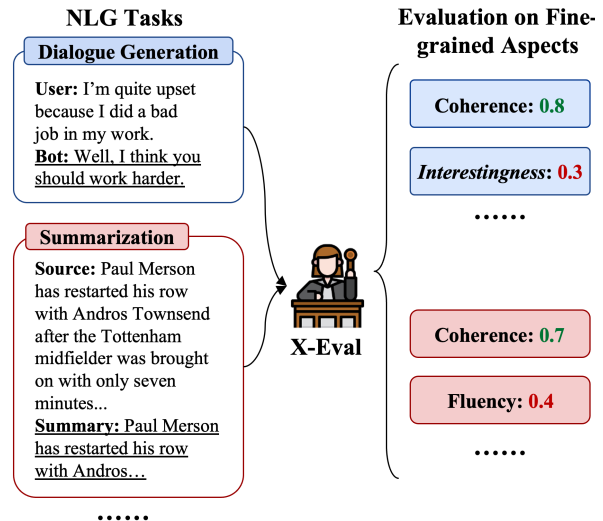 NLG Tasks
Dialogue Generation
User: I'm quite upset
because I did a bad
job in my work.
Bot: Well, I think you
should work harder.
Summarization
Source: Paul Merson
has restarted his row
with Andros Townsend
after the Tottenham
midfielder was brought
on with only seven
minutes...
Summary: Paul Merson
has restarted his row
with Andros…
......
X-Eval
Evaluation on Fine-
grained Aspects
Coherence: 0.8
Interestingness: 0.3
......
Coherence: 0.7
Fluency: 0.4
......